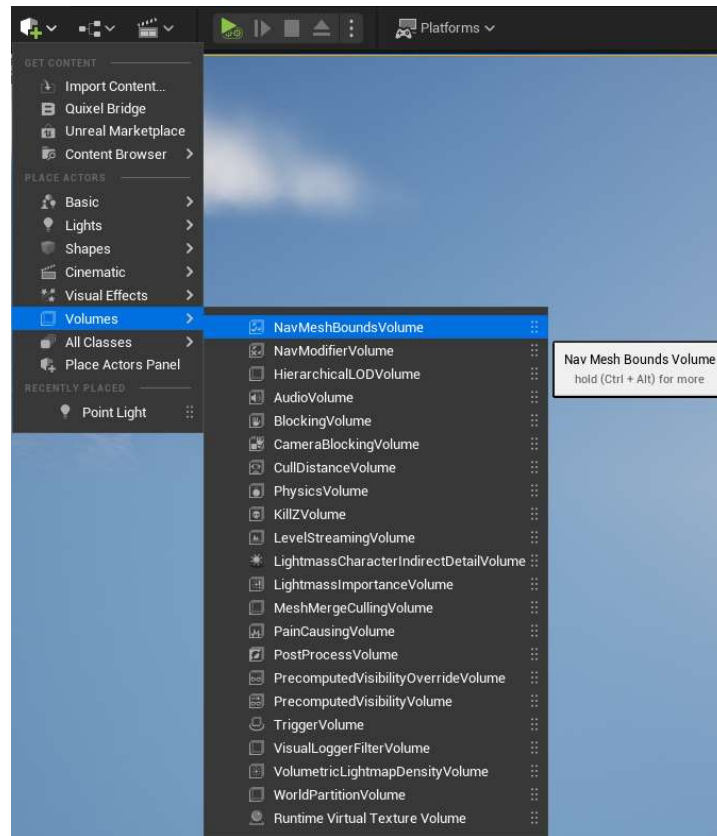 Platforms
GET CONTENT
Import Content...
Quixel Bridge
Unreal Marketplace
Content Browser
PLACE ACTORS
Basic
Lights
Shapes
Cinematic
Visual Effects
Volumes
All Classes
Place Actors Panel
RECENTLY PLACED
Point Light
NavMeshBoundsVolume
NavModifierVolume
HierarchicalLODVolume
AudioVolume
BlockingVolume
CameraBlockingVolume
CullDistanceVolume
PhysicsVolume
KillZVolume
LevelStreamingVolume
LightmassCharacterIndirectDetailVolume
LightmassImportanceVolume
MeshMergeCullingVolume
PainCausingVolume
PostProcessVolume
PrecomputedVisibilityOverrideVolume
PrecomputedVisibilityVolume
TriggerVolume
VisualLoggerFilterVolume
VolumetricLightmapDensityVolume
WorldPartitionVolume
Runtime Virtual Texture Volume
Nav Mesh Bounds Volume
hold (Ctrl + Alt) for more